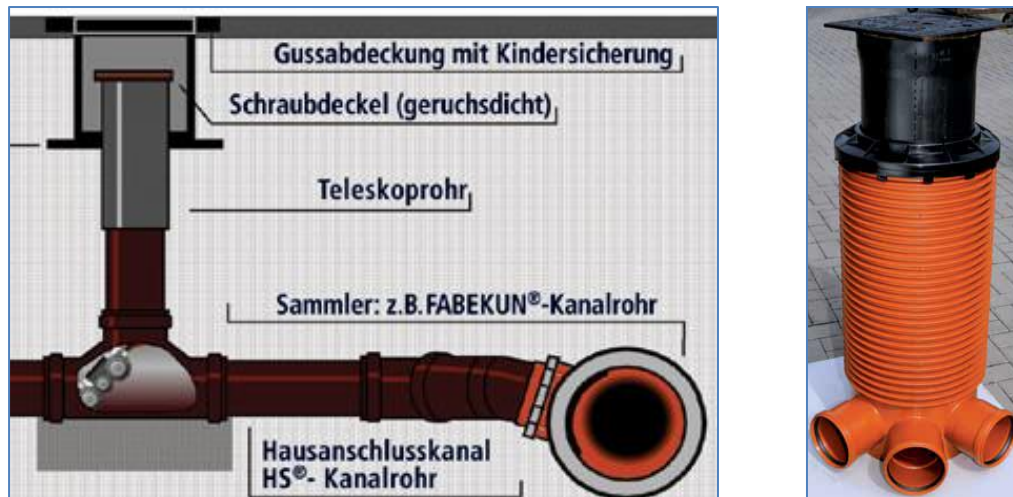 Gussabdeckung mit Kindersicherung
Schraubdeckel (geruchsdicht)
Teleskoprohr
Sammler: z.B.FABEKUN®-Kanalrohr
Hausanschlusskanal
HS®- Kanalrohr